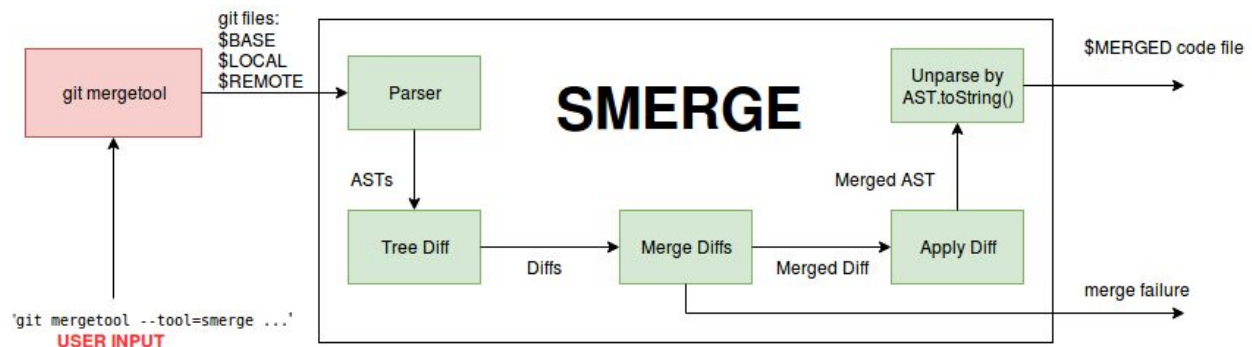 git files:
$BASE
$LOCAL
$REMOTE
git mergetool
Parser
SMERGE
Unparse by
AST.toString()
$MERGED code file
ASTs
Merged AST
Tree Diff
Diffs
Merge Diffs
Merged Diff
Apply Diff
merge failure
'git mergetool --tool=smerge ...'
USER INPUT